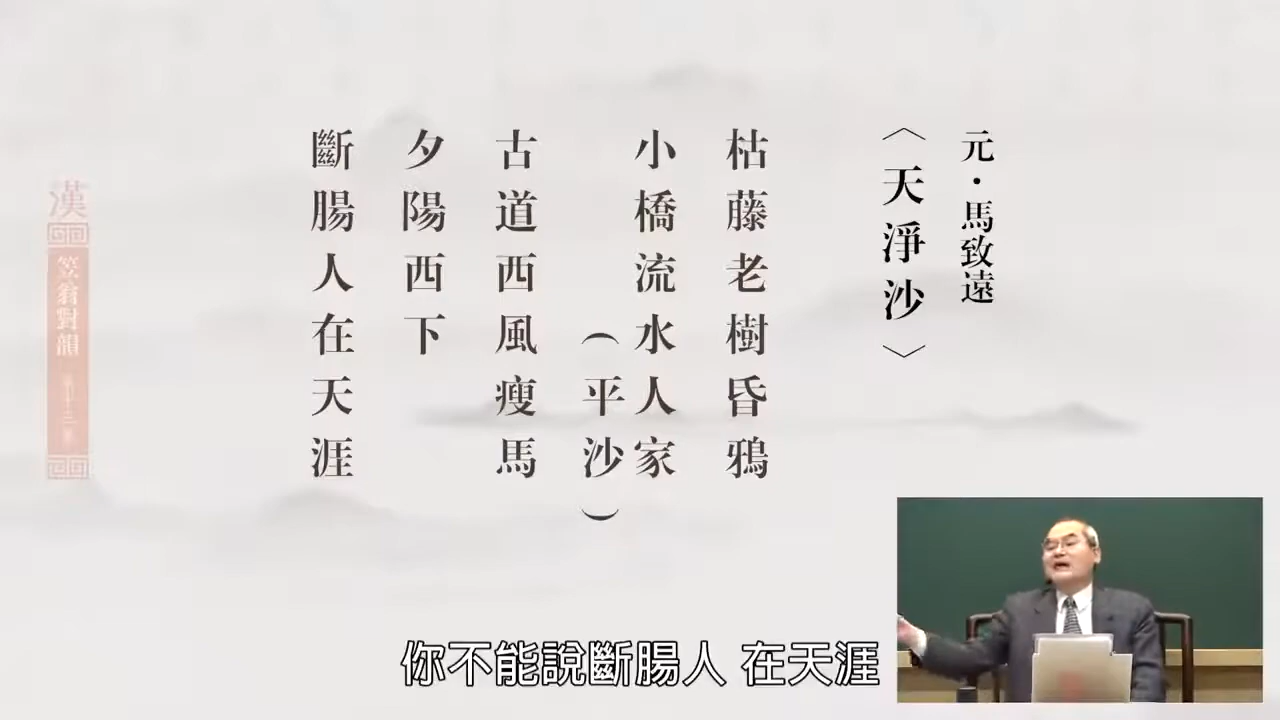 元·馬致遠
〈天淨沙〉
枯藤老樹昏鴉
小橋流水人家
（平沙）
古道西風瘦馬
夕陽西下
斷腸人在天涯
漢
笠翁對韻
你不能說斷腸人 在天涯